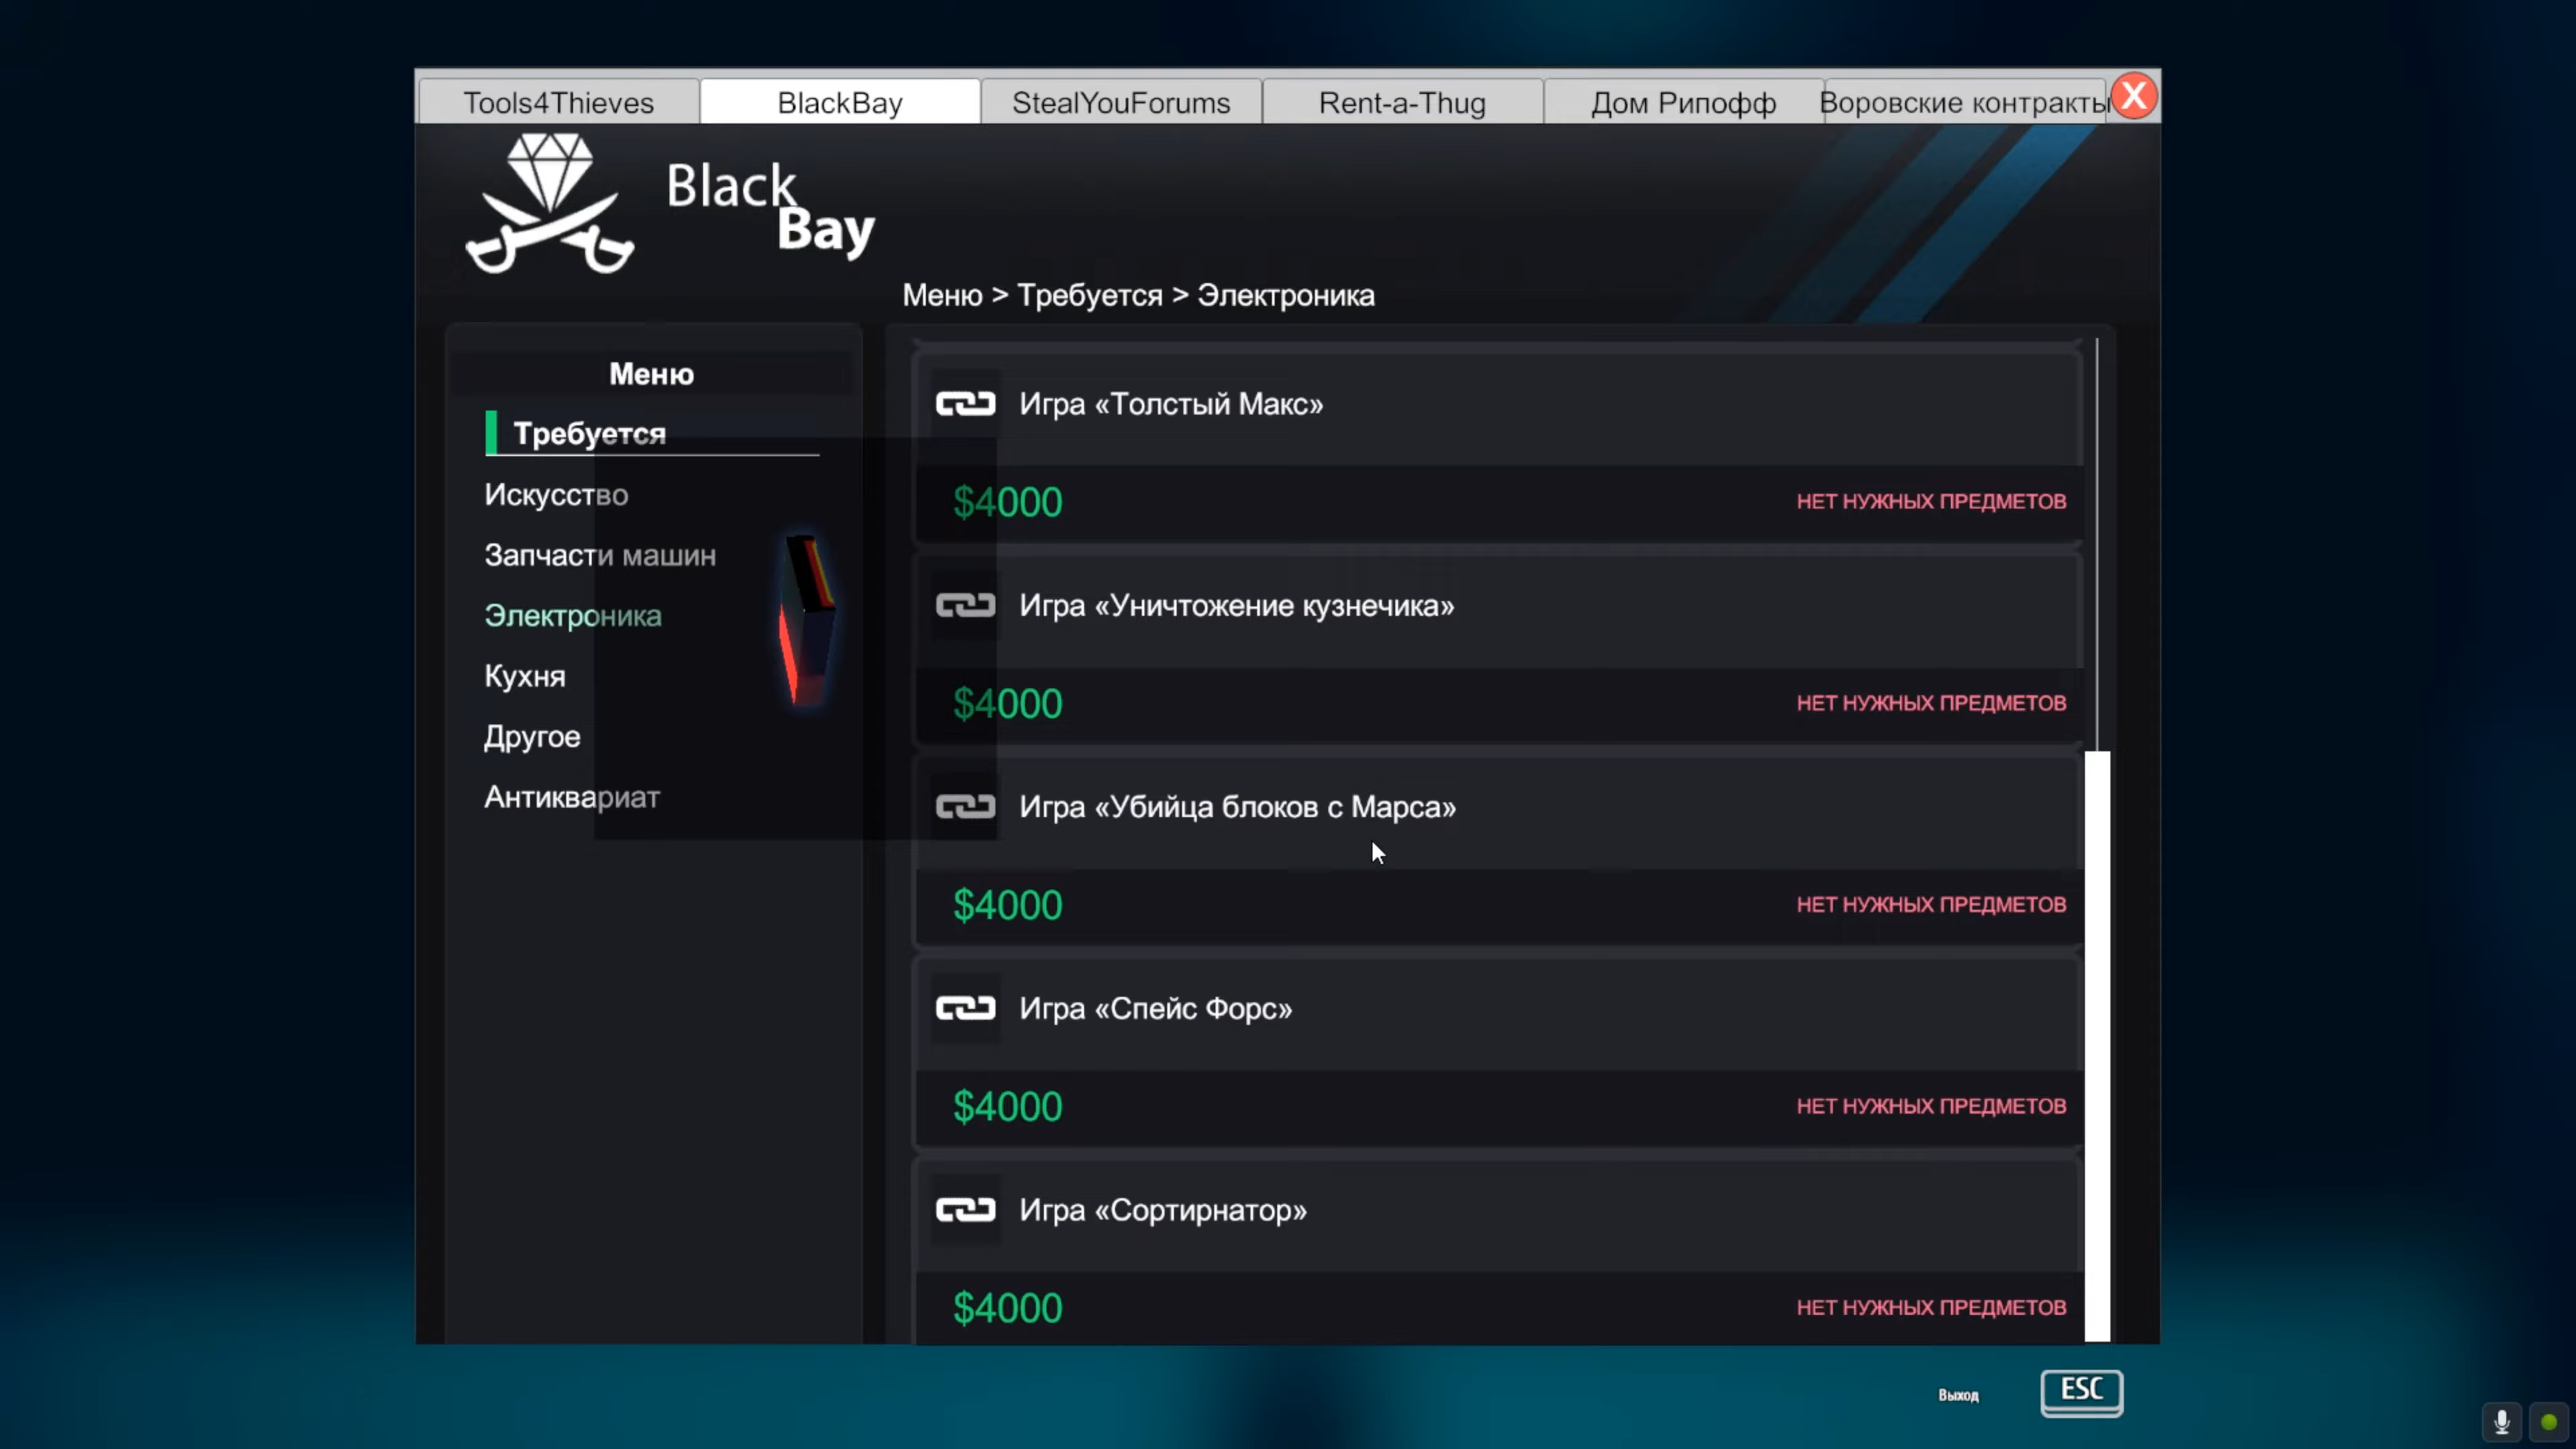 Tools4Thieves
BlackBay
StealYouForums
Rent-a-Thug
Дом Рипофф
Воровские контракты
X
Black
Bay
Меню > Требуется > Электроника
Меню
Требуется
Искусство
Запчасти машин
Электроника
Кухня
Другое
Антиквариат
Игра «Толстый Макс»
$4000
НЕТ НУЖНЫХ ПРЕДМЕТОВ
Игра «Уничтожение кузнечика»
$4000
НЕТ НУЖНЫХ ПРЕДМЕТОВ
Игра «Убийца блоков с Марса»
$4000
НЕТ НУЖНЫХ ПРЕДМЕТОВ
Игра «Спейс Форс»
$4000
НЕТ НУЖНЫХ ПРЕДМЕТОВ
Игра «Сортирнатор»
$4000
НЕТ НУЖНЫХ ПРЕДМЕТОВ
Выход
ESC